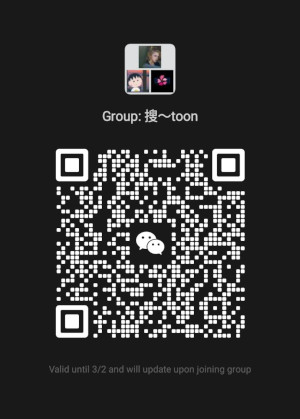 Group: 搜～toon
Valid until 3/2 and will update upon joining group